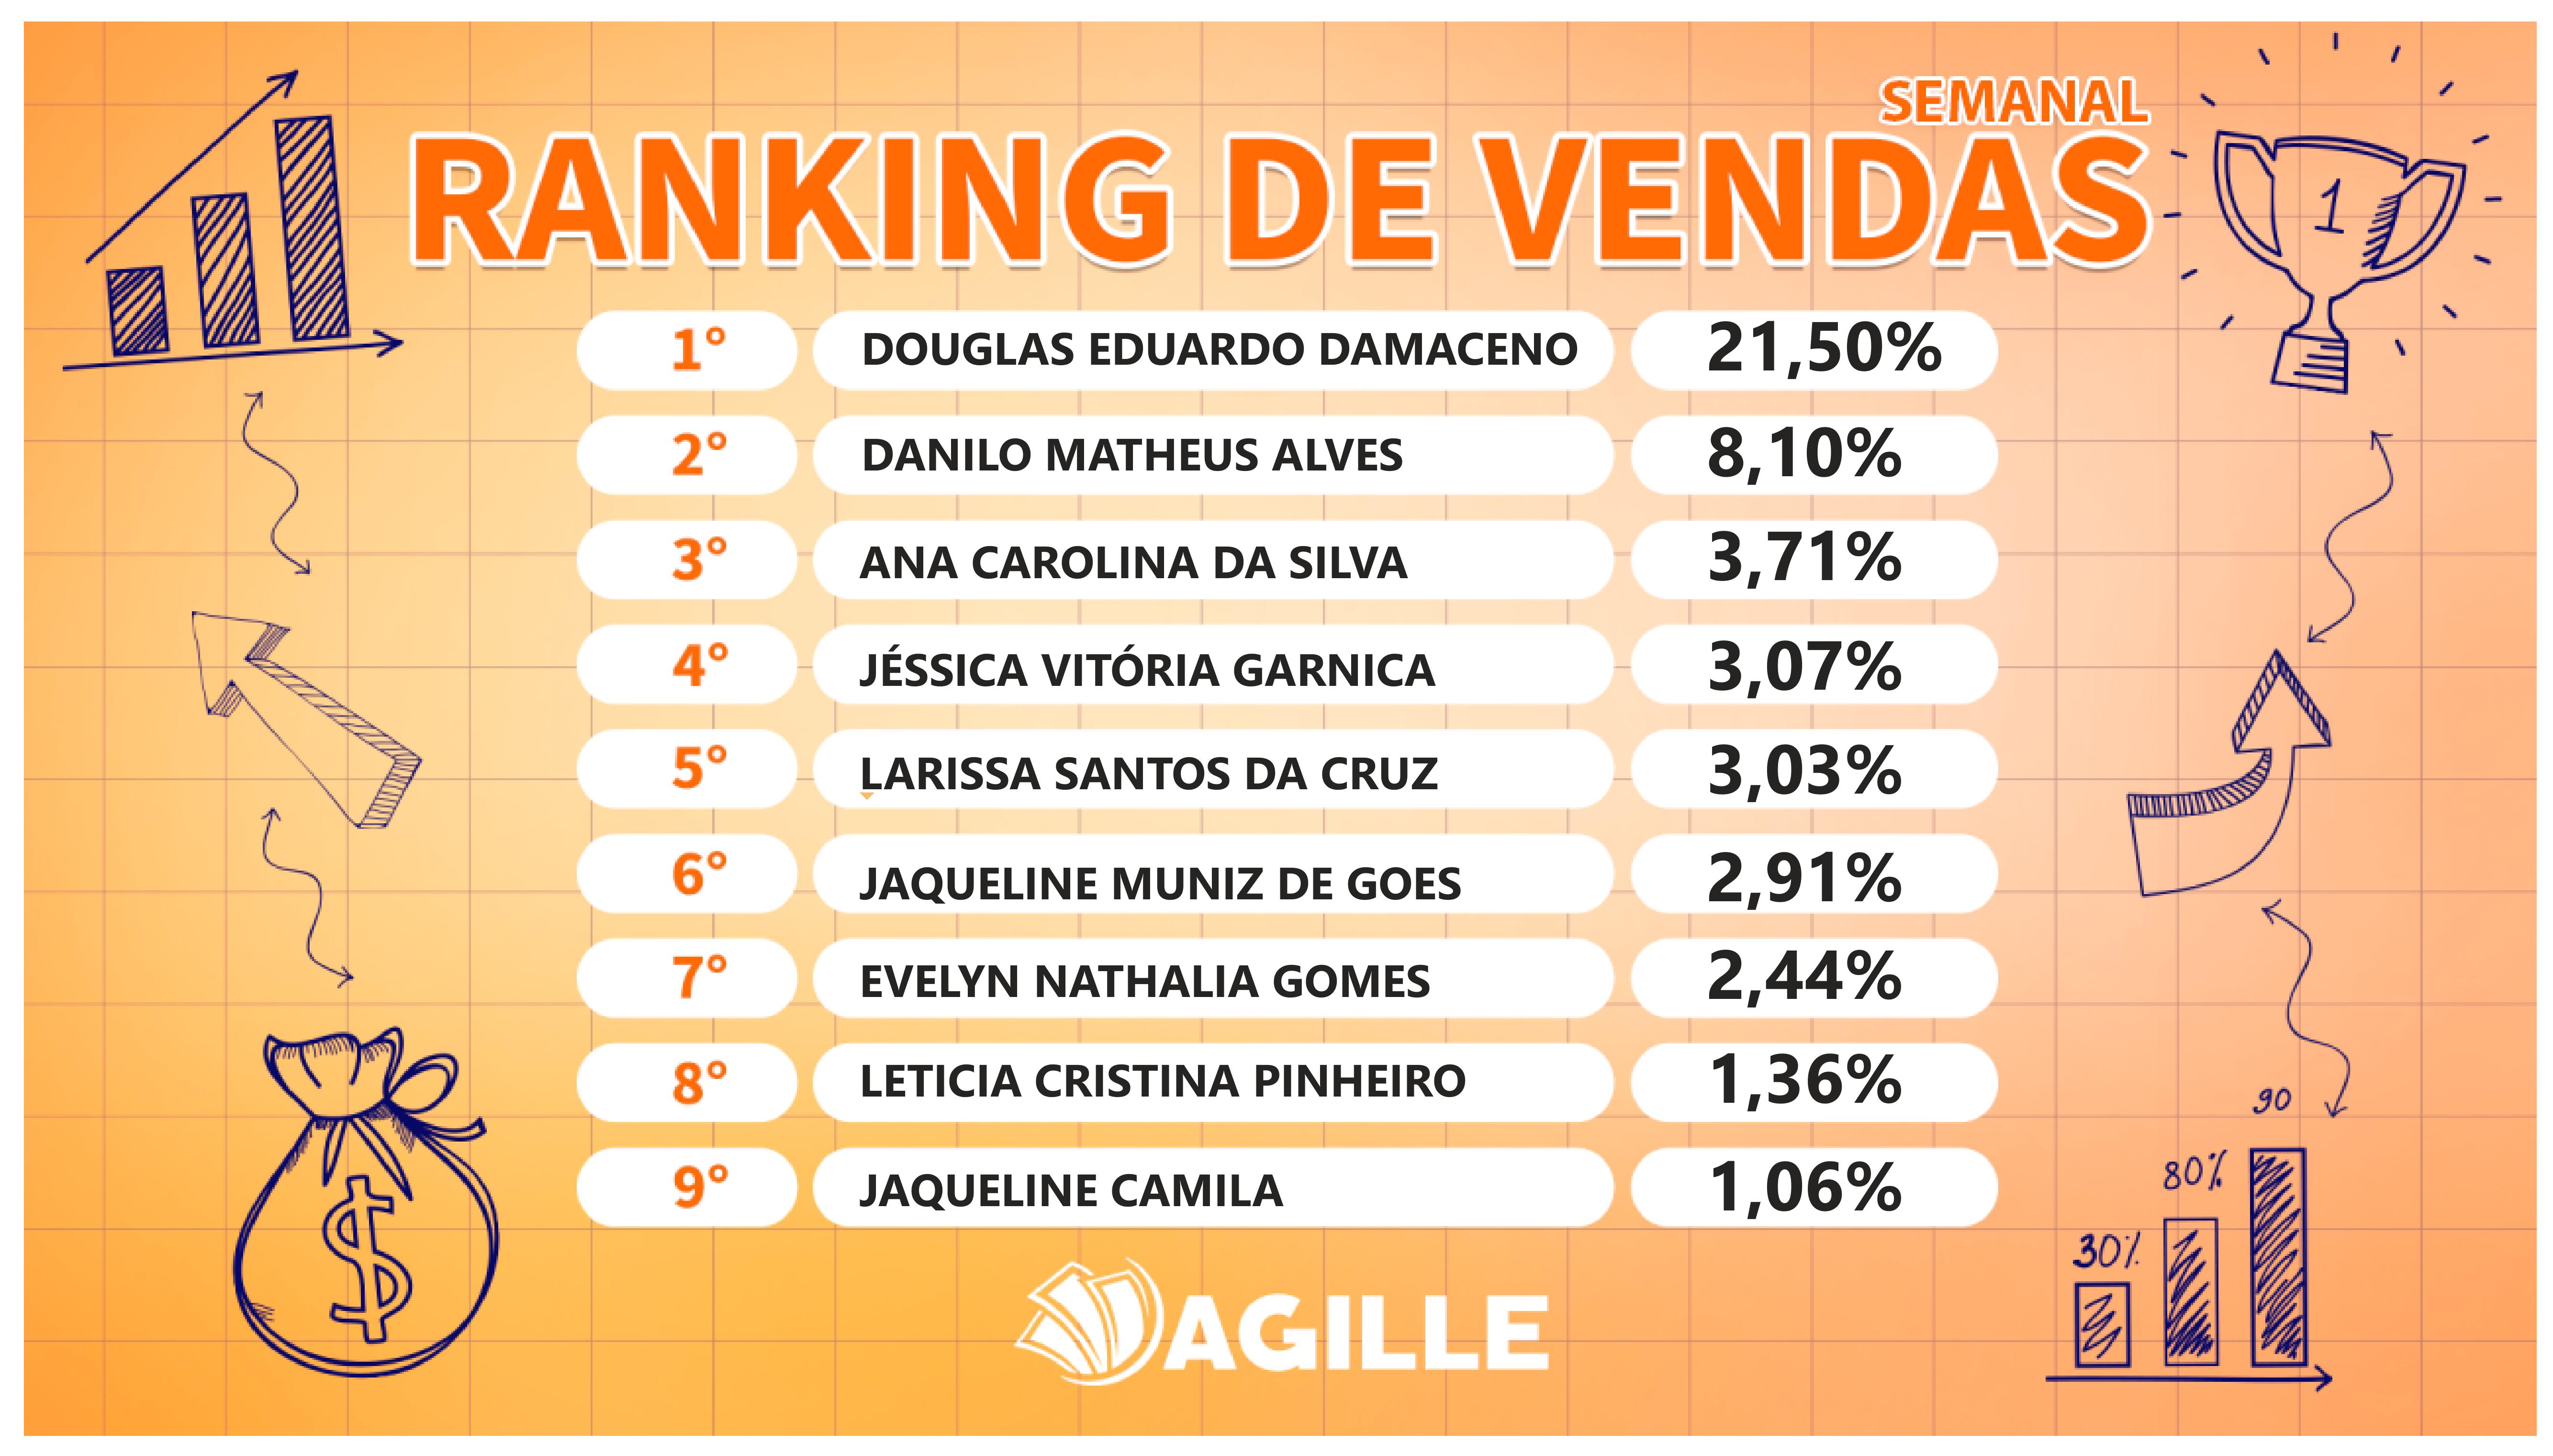 SEMANAL
RANKING DE VENDAS
1
1° DOUGLAS EDUARDO DAMACENO 21,50%
2° DANILO MATHEUS ALVES 8,10%
3° ANA CAROLINA DA SILVA 3,71%
4° JÉSSICA VITÓRIA GARNICA 3,07%
5° LARISSA SANTOS DA CRUZ 3,03%
6° JAQUELINE MUNIZ DE GOES 2,91%
7° EVELYN NATHALIA GOMES 2,44%
8° LETICIA CRISTINA PINHEIRO 1,36%
9° JAQUELINE CAMILA 1,06%
$
90
80%
30%
AGILLE